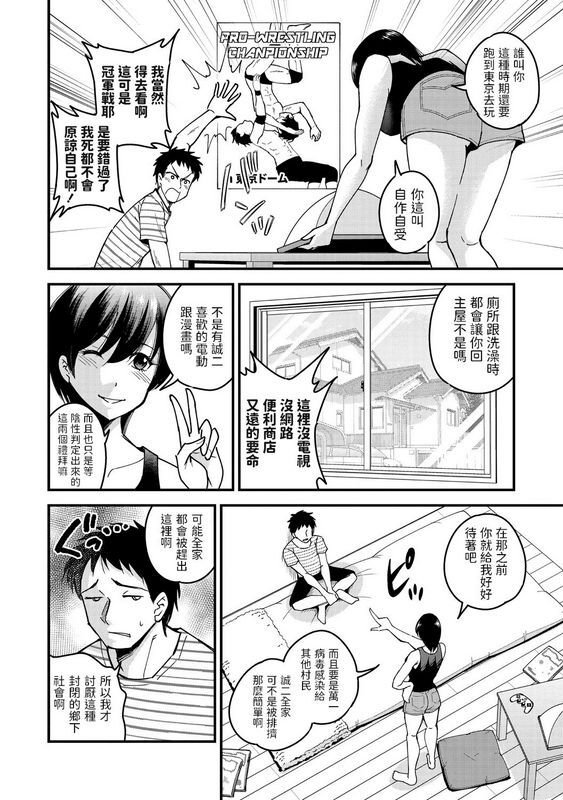 誰叫你
這種時期還要
跑到東京去玩
你這叫
自作自受
PRO-WRESTLING
CHANPIONSHIP
東京ドーム
我當然
得去看啊
這可是
冠軍戰耶
是要錯過了
我死都不會
原諒自己啊!
廁所跟洗澡時
都會讓你回
主屋不是嗎
這裡沒電視
沒網路
便利商店
又遠的要命
不是有誠二
喜歡的電動
跟漫畫嗎
而且也只是等
陰性判定出來的
這兩個禮拜嘛
在那之前
你就給我好好
待著吧
ピッ
而且要是萬一
病毒感染給
其他村民
誠二全家
可不是被排擠
那麼簡單啊
可能全家
都會被趕出
這裡啊
所以我才
討厭這種
封閉的鄉下
社會啊